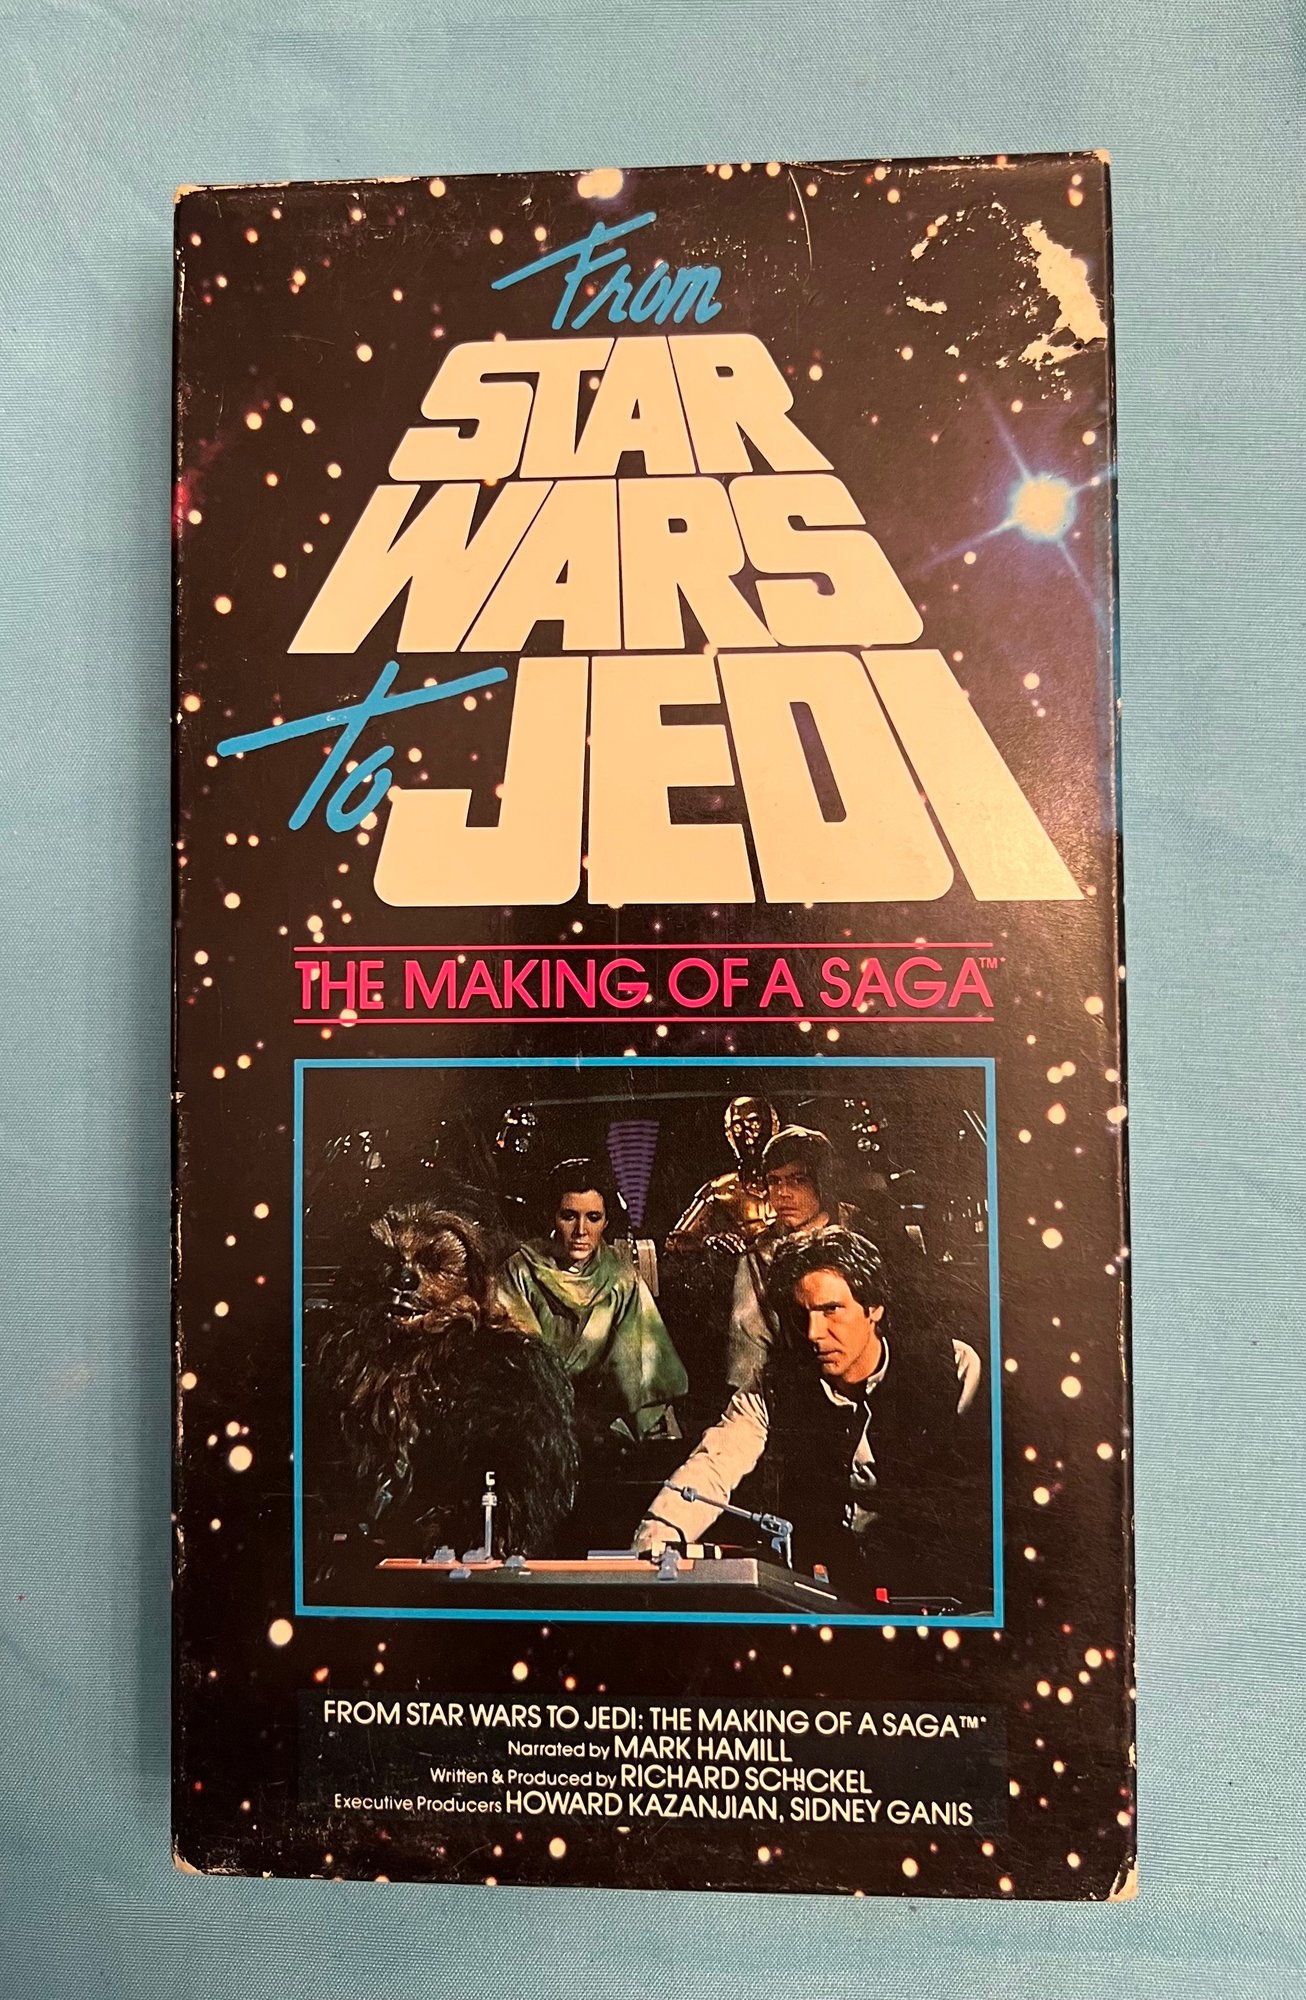 From
STAR
WARS
To JEDI
THE MAKING OF A SAGA™*
FROM STAR WARS TO JEDI: THE MAKING OF A SAGA™*
Narrated by MARK HAMILL
Written & Produced by RICHARD SCHICKEL
Executive Producers HOWARD KAZANJIAN, SIDNEY GANIS